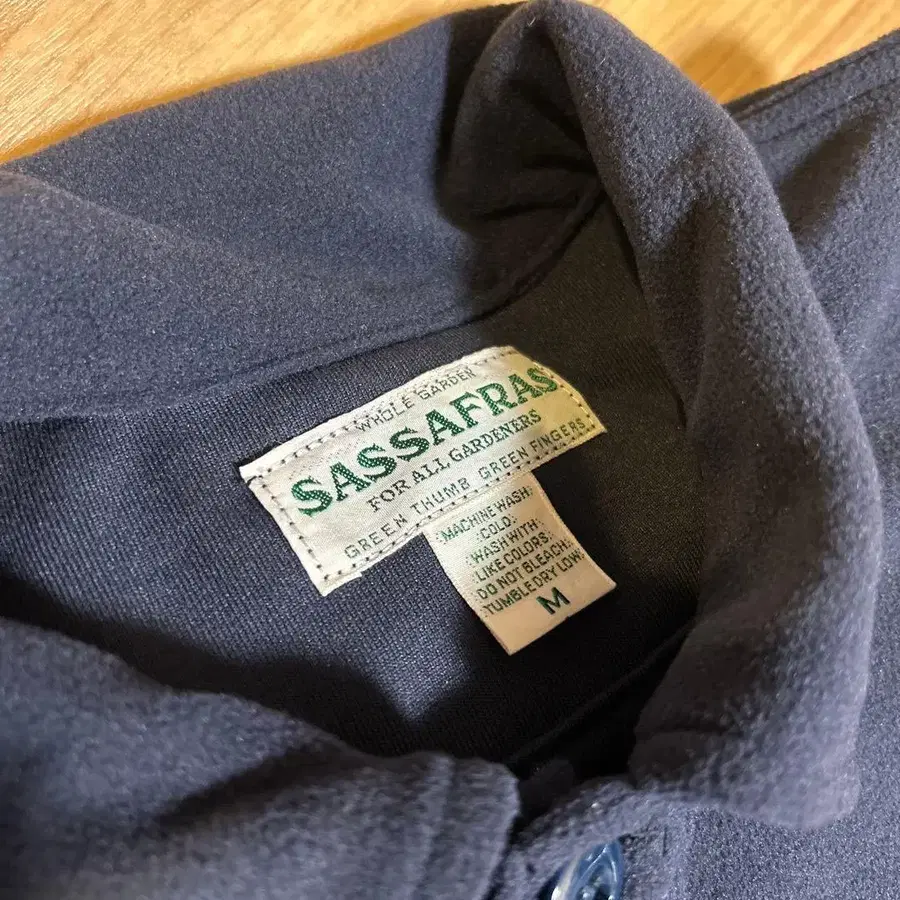 WHOLE GARDEN
SASSAFRAS
FOR ALL GARDENERS
GREEN THUMB GREEN FINGERS
MACHINE WASH:
COLD:
WASH WITH
LIKE COLORS:
DO NOT BLEACH:
TUMBLE DRY LOW:
M